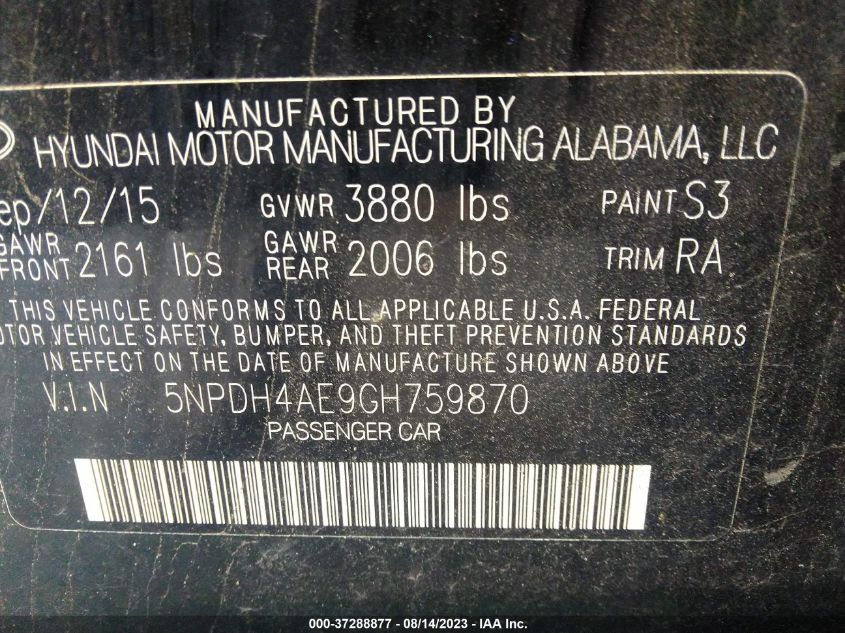 MANUFACTURED BY
HYUNDAI MOTOR MANUFACTURING ALABAMA, LLC
ep/12/15 GVWR 3880 lbs PAINT S3
GAWR FRONT 2161 lbs GAWR REAR 2006 lbs TRIM RA
THIS VEHICLE CONFORMS TO ALL APPLICABLE U.S.A. FEDERAL
OTOR VEHICLE SAFETY, BUMPER, AND THEFT PREVENTION STANDARDS
IN EFFECT ON THE DATE OF MANUFACTURE SHOWN ABOVE
V.I.N 5NPDH4AE9GH759870
PASSENGER CAR
000-37288877 - 08/14/2023 - IAA Inc.